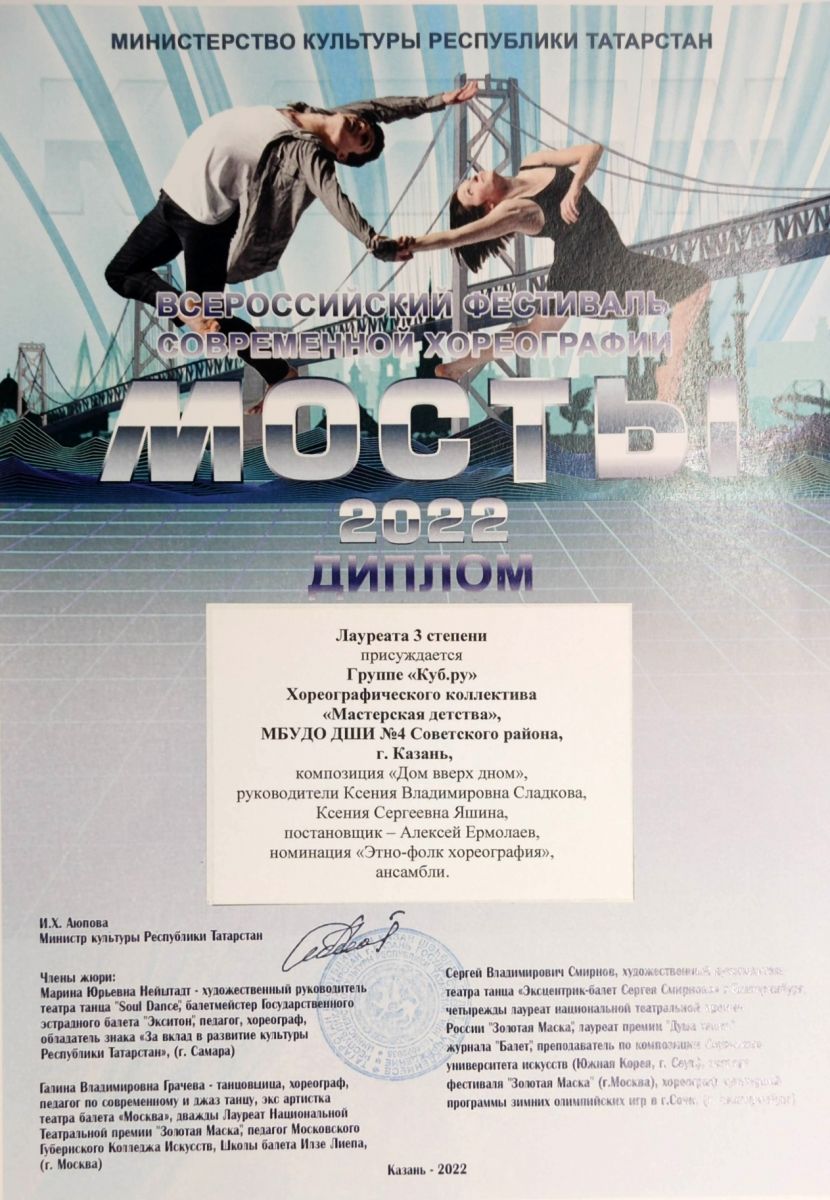 МИНИСТЕРСТВО КУЛЬТУРЫ РЕСПУБЛИКИ ТАТАРСТАН
ВСЕРОССИЙСКИЙ ФЕСТИВАЛЬ
СОВРЕМЕННОЙ ХОРЕОГРАФИИ
МОСТЫ
2022
ДИПЛОМ
Лауреата 3 степени
присуждается
Группе «Куб.ру»
Хореографического коллектива
«Мастерская детства»,
МБУДО ДШИ №4 Советского района,
г. Казань,
композиция «Дом вверх дном»,
руководители Ксения Владимировна Сладкова,
Ксения Сергеевна Яшина,
постановщик – Алексей Ермолаев,
номинация «Этно-фолк хореография»,
ансамбли.
И.Х. Аюпова
Министр культуры Республики Татарстан
Члены жюри:
Марина Юрьевна Нейштадт - художественный руководитель
театра танца "Soul Dance", балетмейстер Государственного
эстрадного балета "Экситон", педагог, хореограф,
обладатель знака «За вклад в развитие культуры
Республики Татарстан», (г. Самара)
Галина Владимировна Грачева - танцовщица, хореограф,
педагог по современному и джаз танцу, экс артистка
театра балета «Москва», дважды Лауреат Национальной
Театральной премии "Золотая Маска", педагог Московского
Губернского Колледжа Искусств, Школы балета Илзе Лиепа,
(г. Москва)
Сергей Владимирович Смирнов, художественный
театра танца «Эксцентрик-балет Сергея Смирнова»
четырежды лауреат национальной театральной премии
России "Золотая Маска", лауреат премии "Душа танца"
журнала "Балет", преподаватель по композиции
университета искусств (Южная Корея, г. Сеул),
фестиваля "Золотая Маска" (г.Москва), хореограф культурной
программы зимних олимпийских игр в г.Сочи.
Казань - 2022